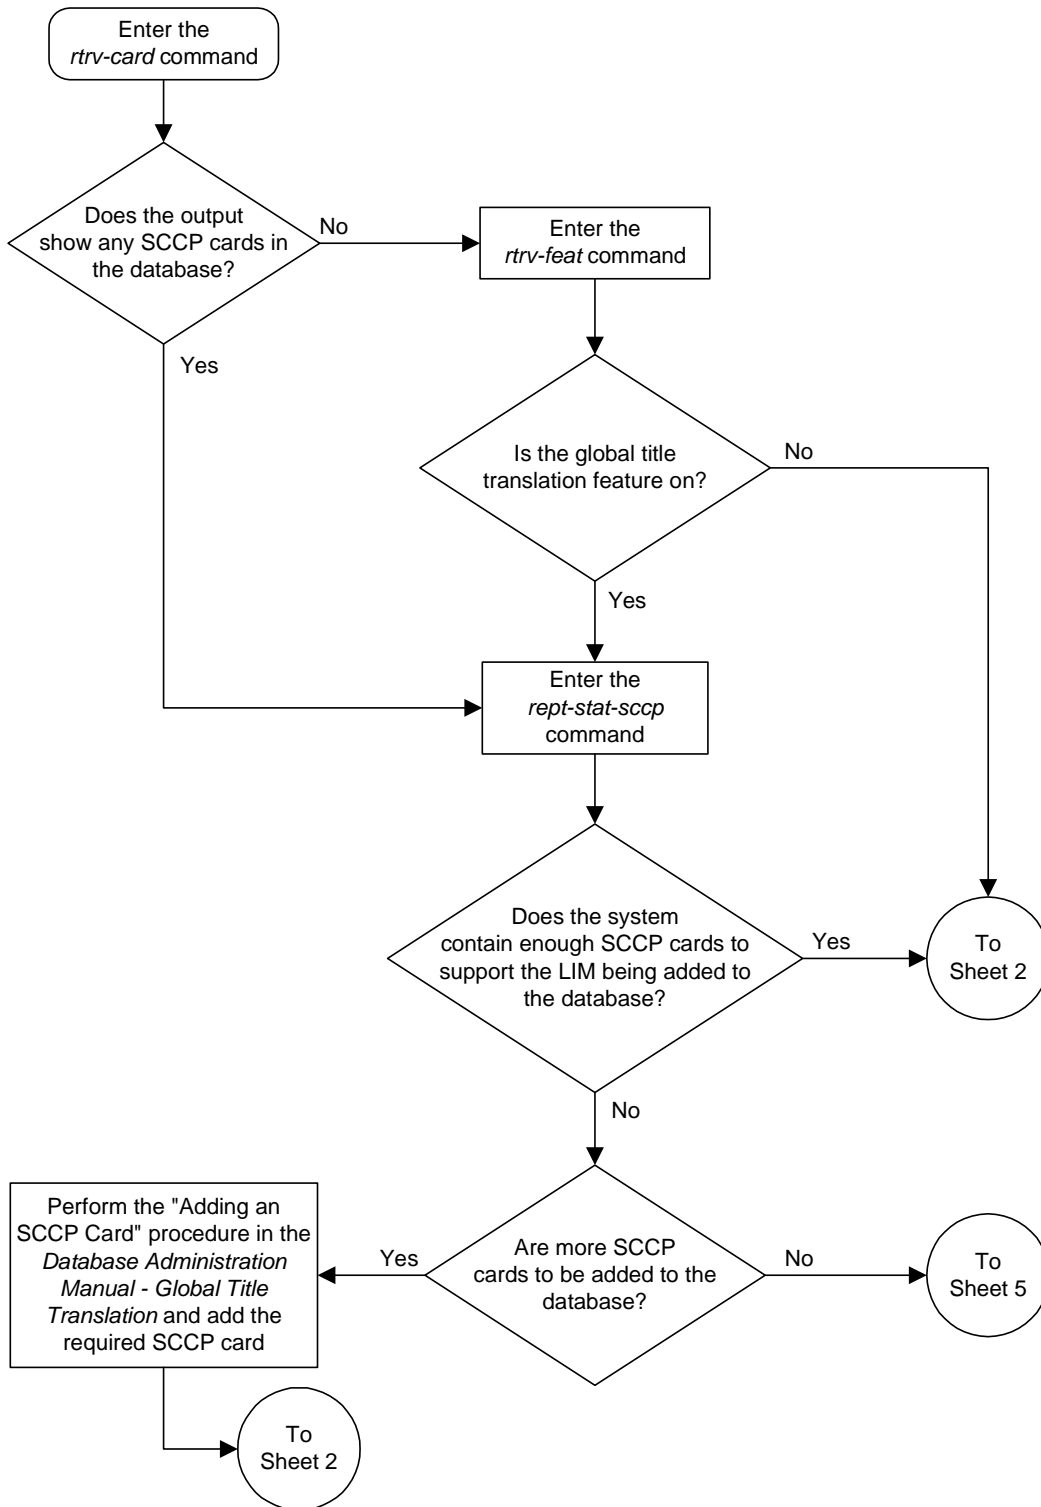 Enter the
rtrv-card command
Does the output
show any SCCP cards in
the database?
No
Enter the
rtrv-feat command
Yes
Is the global title
translation feature on?
No
Yes
Enter the
rept-stat-sccp
command
Does the system
contain enough SCCP cards to
support the LIM being added to
the database?
Yes
To
Sheet 2
No
Perform the "Adding an
SCCP Card" procedure in the
Database Administration
Manual - Global Title
Translation and add the
required SCCP card
Yes
Are more SCCP
cards to be added to the
database?
No
To
Sheet 5
To
Sheet 2